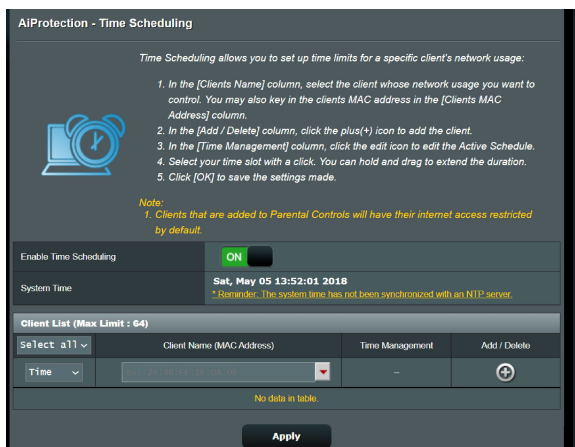 AiProtection - Time Scheduling
Time Scheduling allows you to set up time limits for a specific client's network usage:
1. In the [Clients Name] column, select the client whose network usage you want to
control. You may also key in the clients MAC address in the [Clients MAC
Address] column.
2. In the [Add / Delete] column, click the plus(+) icon to add the client.
3. In the [Time Management] column, click the edit icon to edit the Active Schedule.
4. Select your time slot with a click. You can hold and drag to extend the duration.
5. Click [OK] to save the settings made.
Note:
1. Clients that are added to Parental Controls will have their internet access restricted
by default.
Enable Time Scheduling ON
System Time Sat, May 05 13:52:01 2018
* Reminder: The system time has not been synchronized with an NTP server.
Client List (Max Limit : 64)
Select all Client Name (MAC Address) Time Management Add / Delete
Time --
No data in table.
Apply